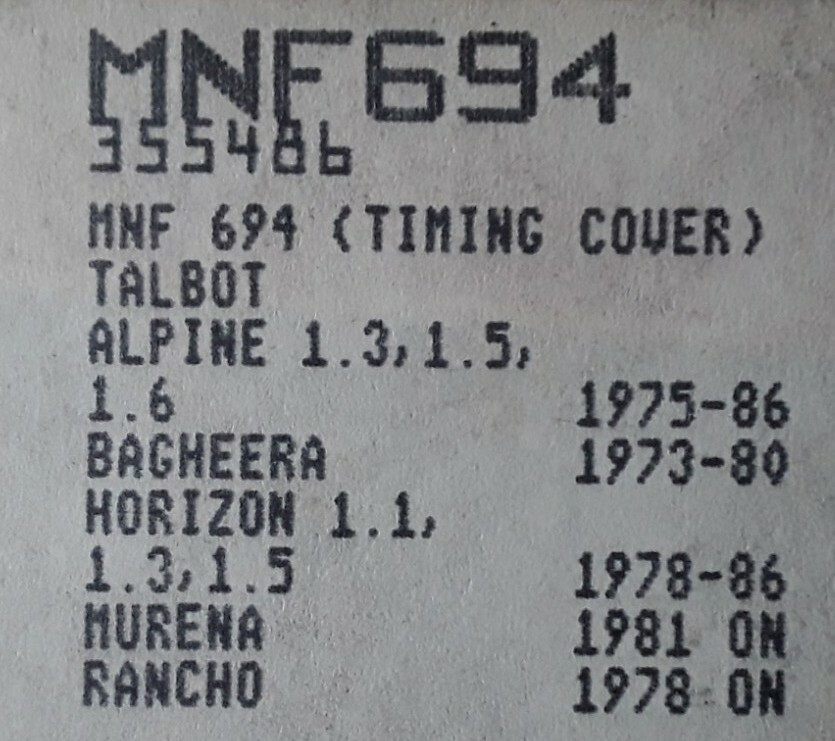 MNF694
355486
MNF 694 (TIMING COVER)
TALBOT
ALPINE 1.3,1.5,
1.6 1975-86
BAGHEERA 1973-80
HORIZON 1.1,
1.3,1.5 1978-86
MURENA 1981 ON
RANCHO 1978 ON